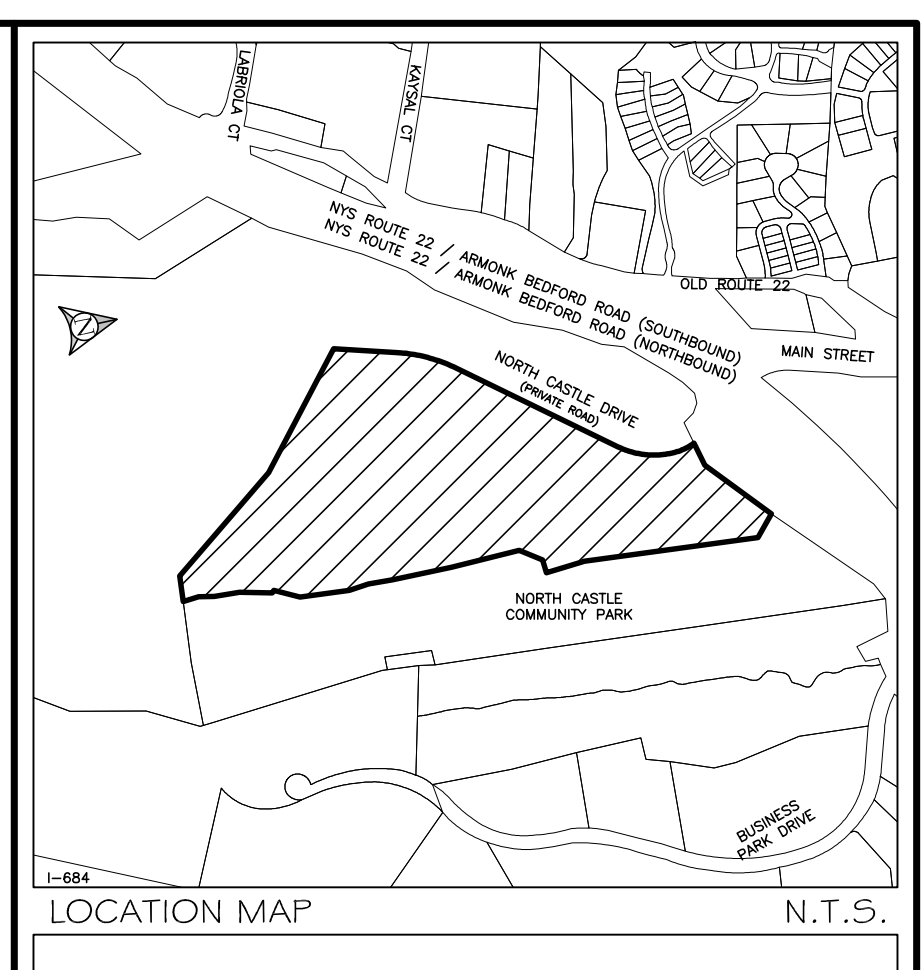 LABRIOLA CT
KAYSAL CT
NYS ROUTE 22 / ARMONK BEDFORD ROAD (SOUTHBOUND)
NYS ROUTE 22 / ARMONK BEDFORD ROAD (NORTHBOUND)
OLD ROUTE 22
MAIN STREET
N
NORTH CASTLE DRIVE
(PRIVATE ROAD)
NORTH CASTLE
COMMUNITY PARK
BUSINESS
PARK DRIVE
I-684
LOCATION MAP
N.T.S.